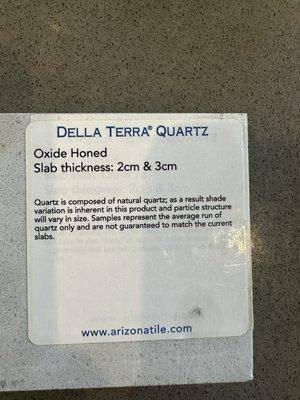 DELLA TERRA® QUARTZ
Oxide Honed
Slab thickness: 2cm & 3cm
Quartz is composed of natural quartz; as a result shade
variation is inherent in this product and particle structure
will vary in size. Samples represent the average run of
quartz only and are not guaranteed to match the current
slabs.
www.arizonatile.com